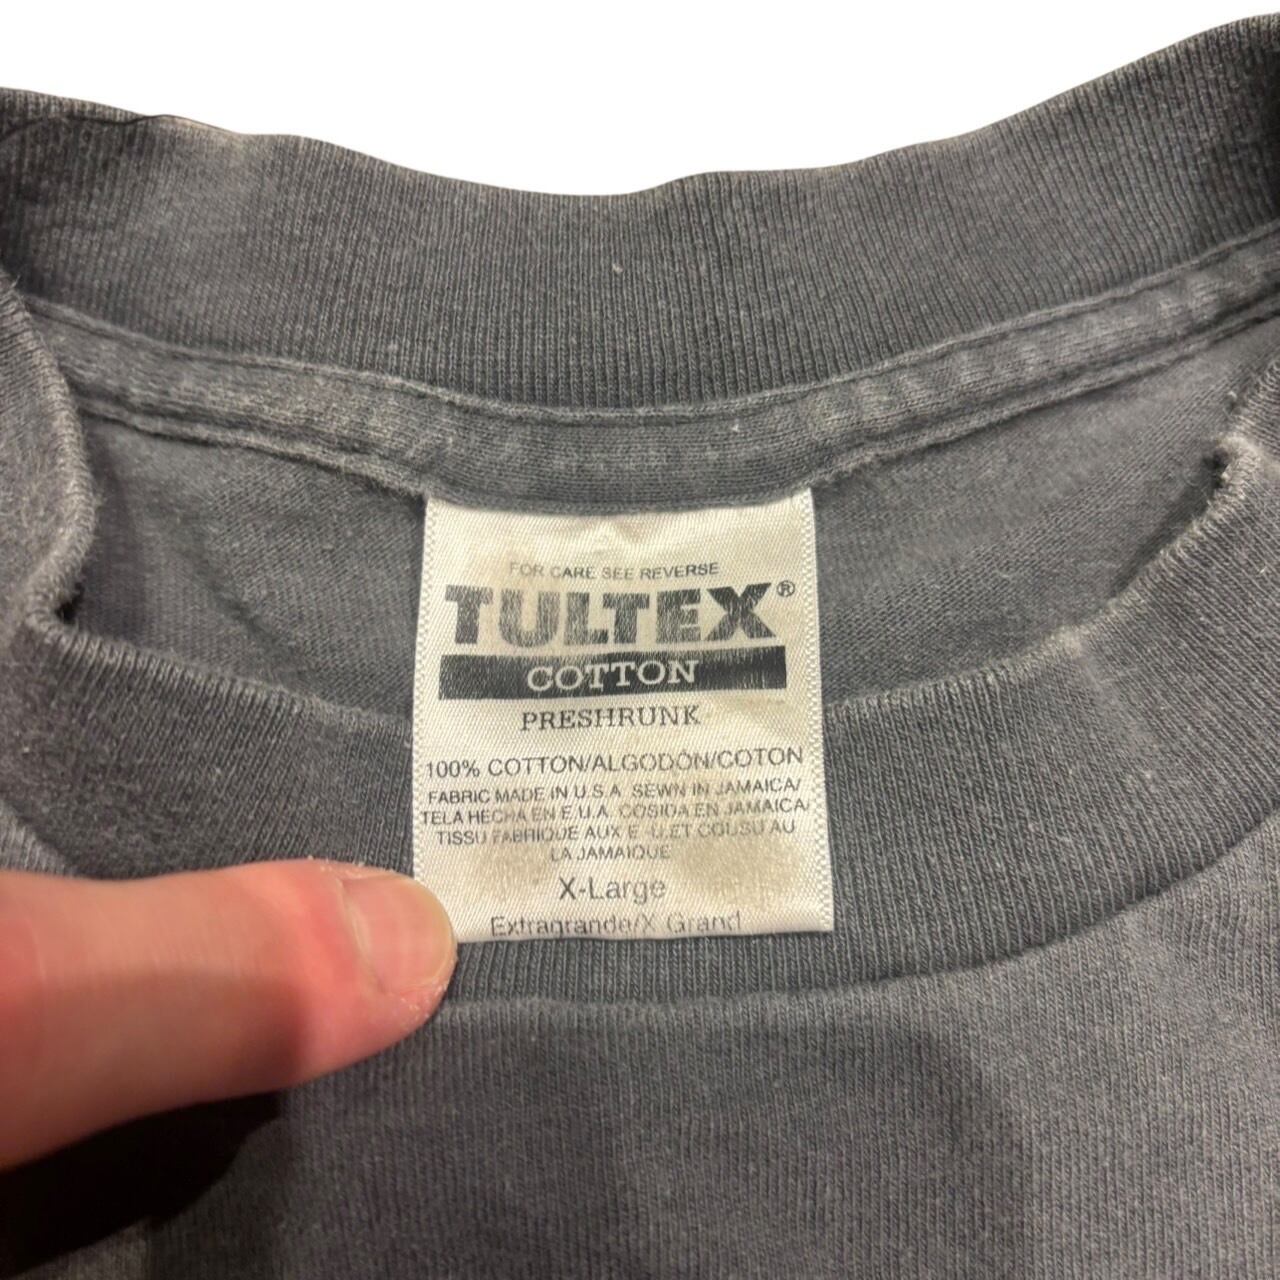 FOR CARE SEE REVERSE
TULTEX®
COTTON
PRESHRUNK
100% COTTON/ALGODÓN/COTON
FABRIC MADE IN U.S.A. SEWN IN JAMAICA/
TELA HECHA EN E.U.A. COSIDA EN JAMAICA/
TISSU FABRIQUE AUX E-U.ET COUSU AU
LA JAMAIQUE
X-Large
Extragrande/X Grand